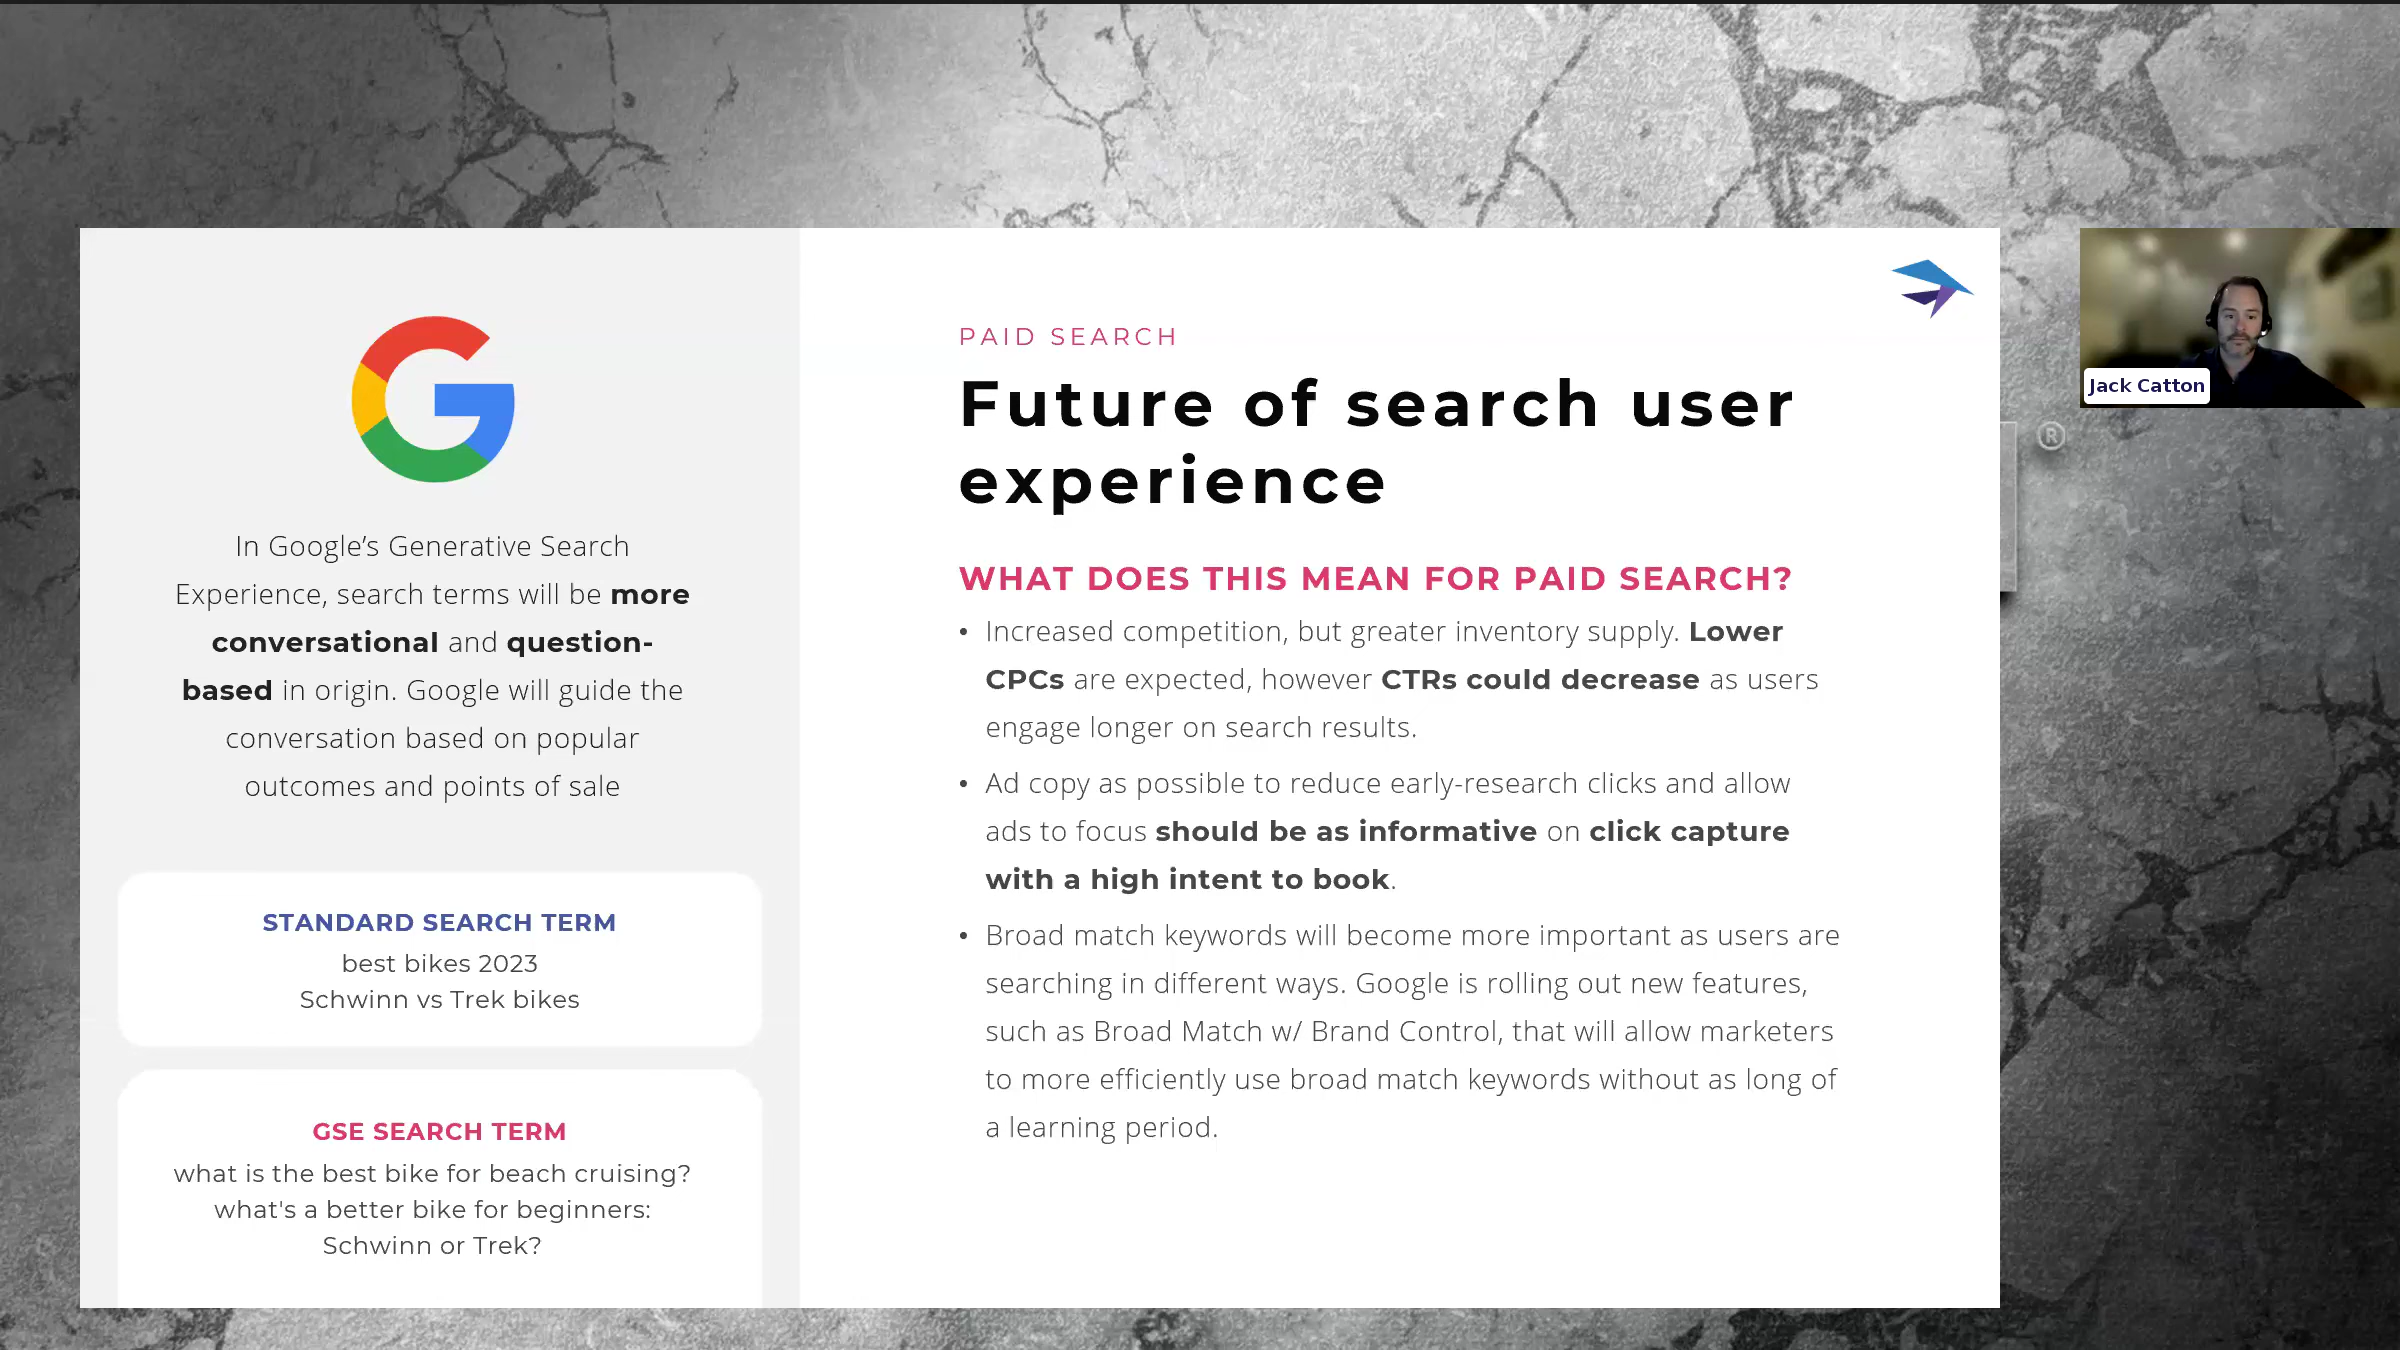 In Google’s Generative Search
Experience, search terms will be more
conversational and question-
based in origin. Google will guide the
conversation based on popular
outcomes and points of sale
STANDARD SEARCH TERM
best bikes 2023
Schwinn vs Trek bikes
GSE SEARCH TERM
what is the best bike for beach cruising?
what's a better bike for beginners:
Schwinn or Trek?
PAID SEARCH
Future of search user
experience
WHAT DOES THIS MEAN FOR PAID SEARCH?
• Increased competition, but greater inventory supply. Lower
CPCs are expected, however CTRs could decrease as users
engage longer on search results.
• Ad copy as possible to reduce early-research clicks and allow
ads to focus should be as informative on click capture
with a high intent to book.
• Broad match keywords will become more important as users are
searching in different ways. Google is rolling out new features,
such as Broad Match w/ Brand Control, that will allow marketers
to more efficiently use broad match keywords without as long of
a learning period.
Jack Catton
®